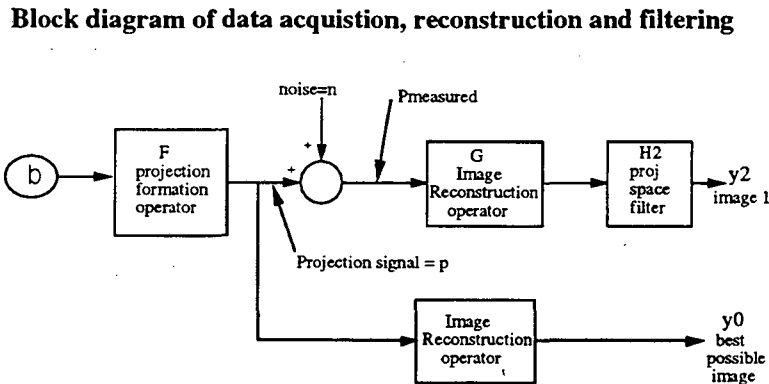 Block diagram of data acquistion, reconstruction and filtering
noise=n
Pmeasured
+
+
b
F
projection
formation
operator
G
Image
Reconstruction
operator
H2
proj
space
filter
y2
image 1
Projection signal = p
Image
Reconstruction
operator
y0
best
possible
image